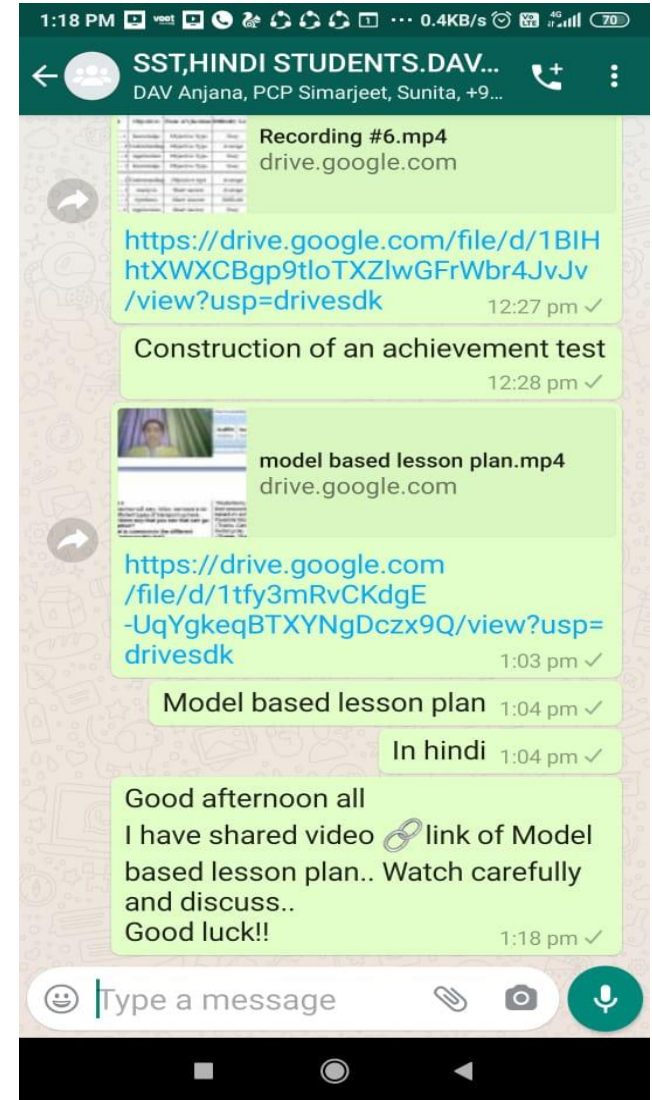 1:18 PM voot 1 ... 0.4KB/s Vo LTE 4G 70
SST,HINDI STUDENTS.DAV...
DAV Anjana, PCP Simarjeet, Sunita, +9...
Recording #6.mp4
drive.google.com
https://drive.google.com/file/d/1BIH
htXWXCBgp9tloTXZlwGFrWbr4JvJv
/view?usp=drivesdk 12:27 pm
Construction of an achievement test
12:28 pm
model based lesson plan.mp4
drive.google.com
https://drive.google.com
/file/d/1tfy3mRvCKdgE
-UqYgkeqBTXYNgDczx9Q/view?usp=
drivesdk 1:03 pm
Model based lesson plan 1:04 pm
In hindi 1:04 pm
Good afternoon all
I have shared video 🔗link of Model
based lesson plan.. Watch carefully
and discuss..
Good luck!! 1:18 pm
Type a message